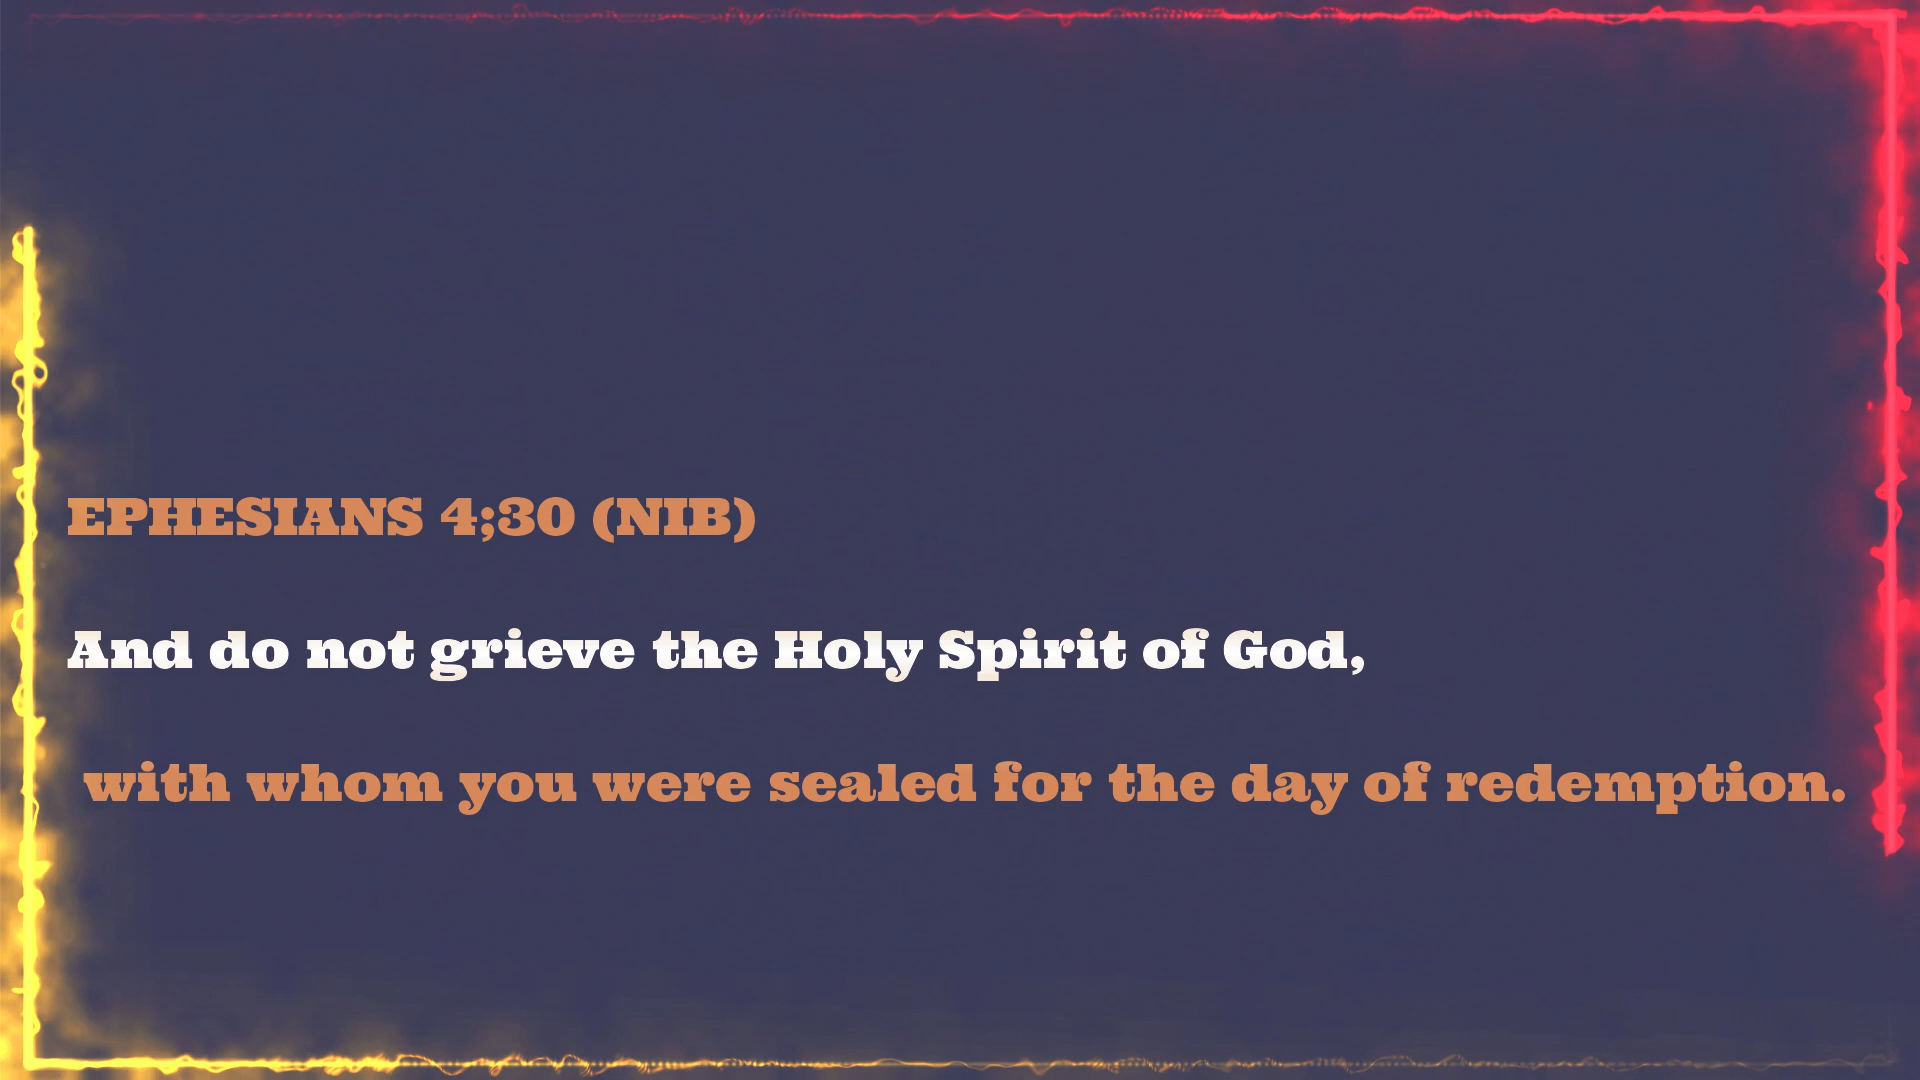 EPHESIANS 4;30 (NIB)
And do not grieve the Holy Spirit of God,
with whom you were sealed for the day of redemption.